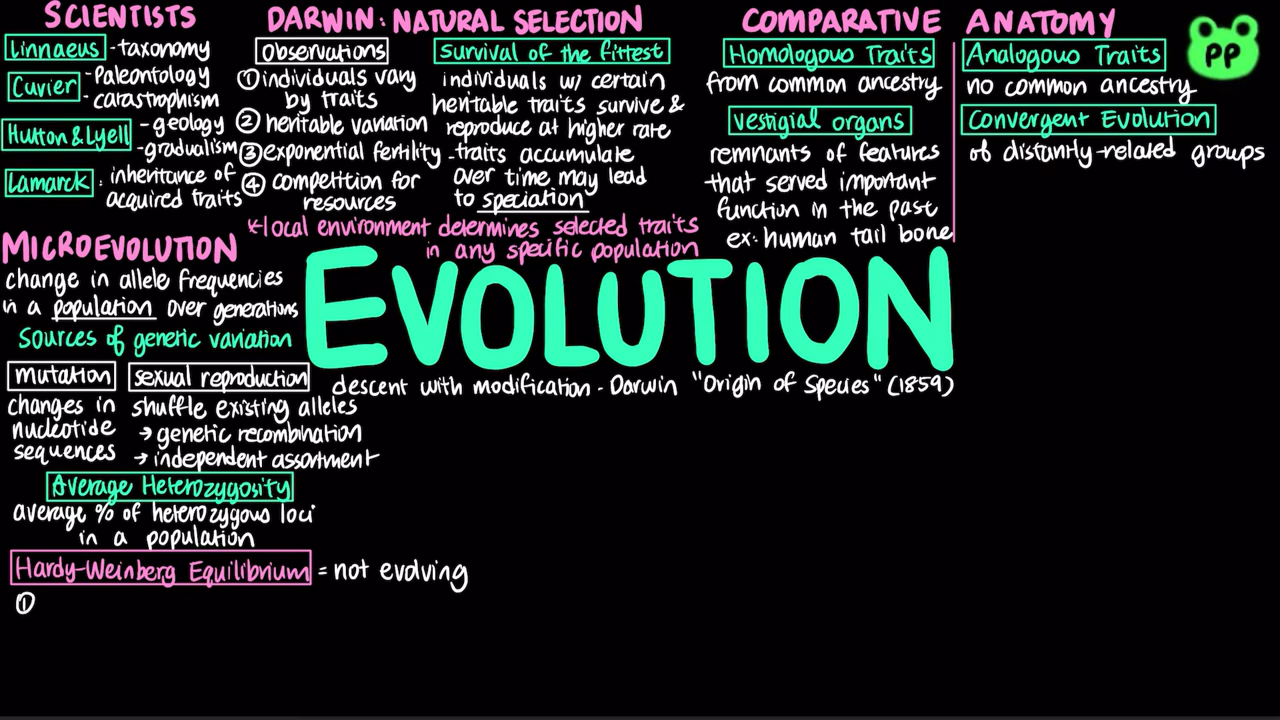 SCIENTISTS
Linnaeus - taxonomy
Cuvier - Paleontology
- catastrophism
Hutton & Lyell - geology
- gradualism
Lamarck : inheritance of
acquired traits
DARWIN: NATURAL SELECTION
Observations
① individuals vary
by traits
② heritable variation
③ exponential fertility
④ competition for
resources
Survival of the fittest
individuals w/ certain
heritable traits survive &
reproduce at higher rate
- traits accumulate
over time may lead
to speciation
* local environment determines selected traits
in any specific population
COMPARATIVE ANATOMY
Homologous Traits
from common ancestry
Vestigial organs
remnants of features
that served important
function in the past
ex: human tail bone
Analogous Traits
no common ancestry
Convergent Evolution
of distantly-related groups
PP
EVOLUTION
descent with modification - Darwin "Origin of Species" (1859)
MICROEVOLUTION
change in allele frequencies
in a population over generations
Sources of genetic variation
mutation
changes in
nucleotide
sequences
sexual reproduction
shuffle existing alleles
→ genetic recombination
→ independent assortment
Average Heterozygosity
average % of heterozygous loci
in a population
Hardy-Weinberg Equilibrium = not evolving
①